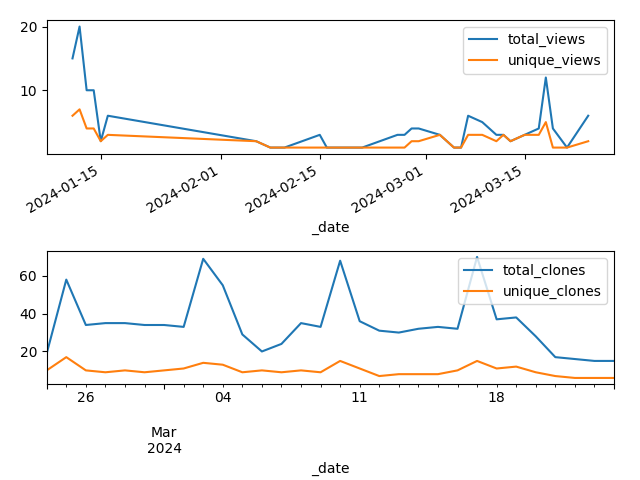 20
10
total_views
unique_views
2024-01-15
2024-02-01
2024-02-15
2024-03-01
2024-03-15
_date
60
40
20
total_clones
unique_clones
26
04
11
18
Mar
2024
_date